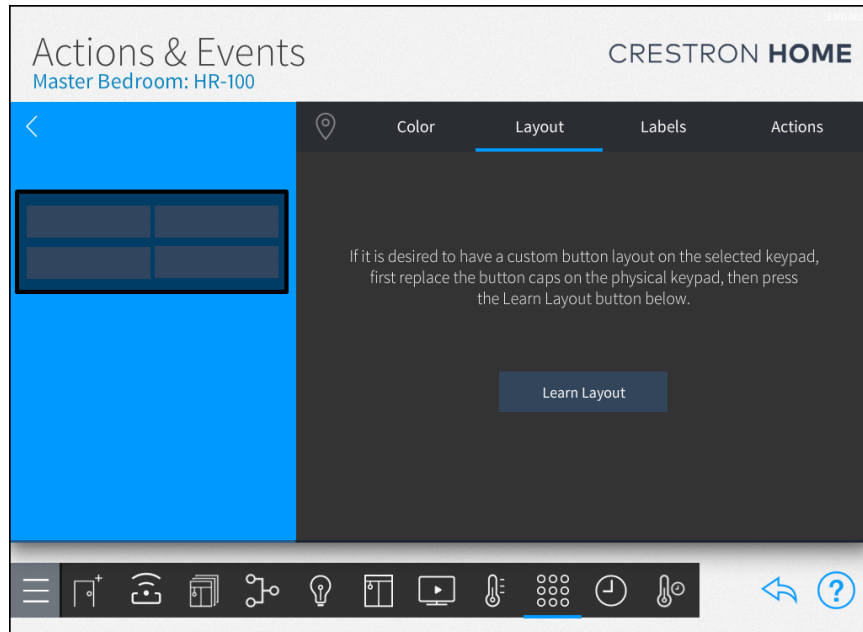 Actions & Events
CRESTRON HOME
Master Bedroom: HR-100
Color Layout Labels Actions
If it is desired to have a custom button layout on the selected keypad,
first replace the button caps on the physical keypad, then press
the Learn Layout button below.
Learn Layout
?